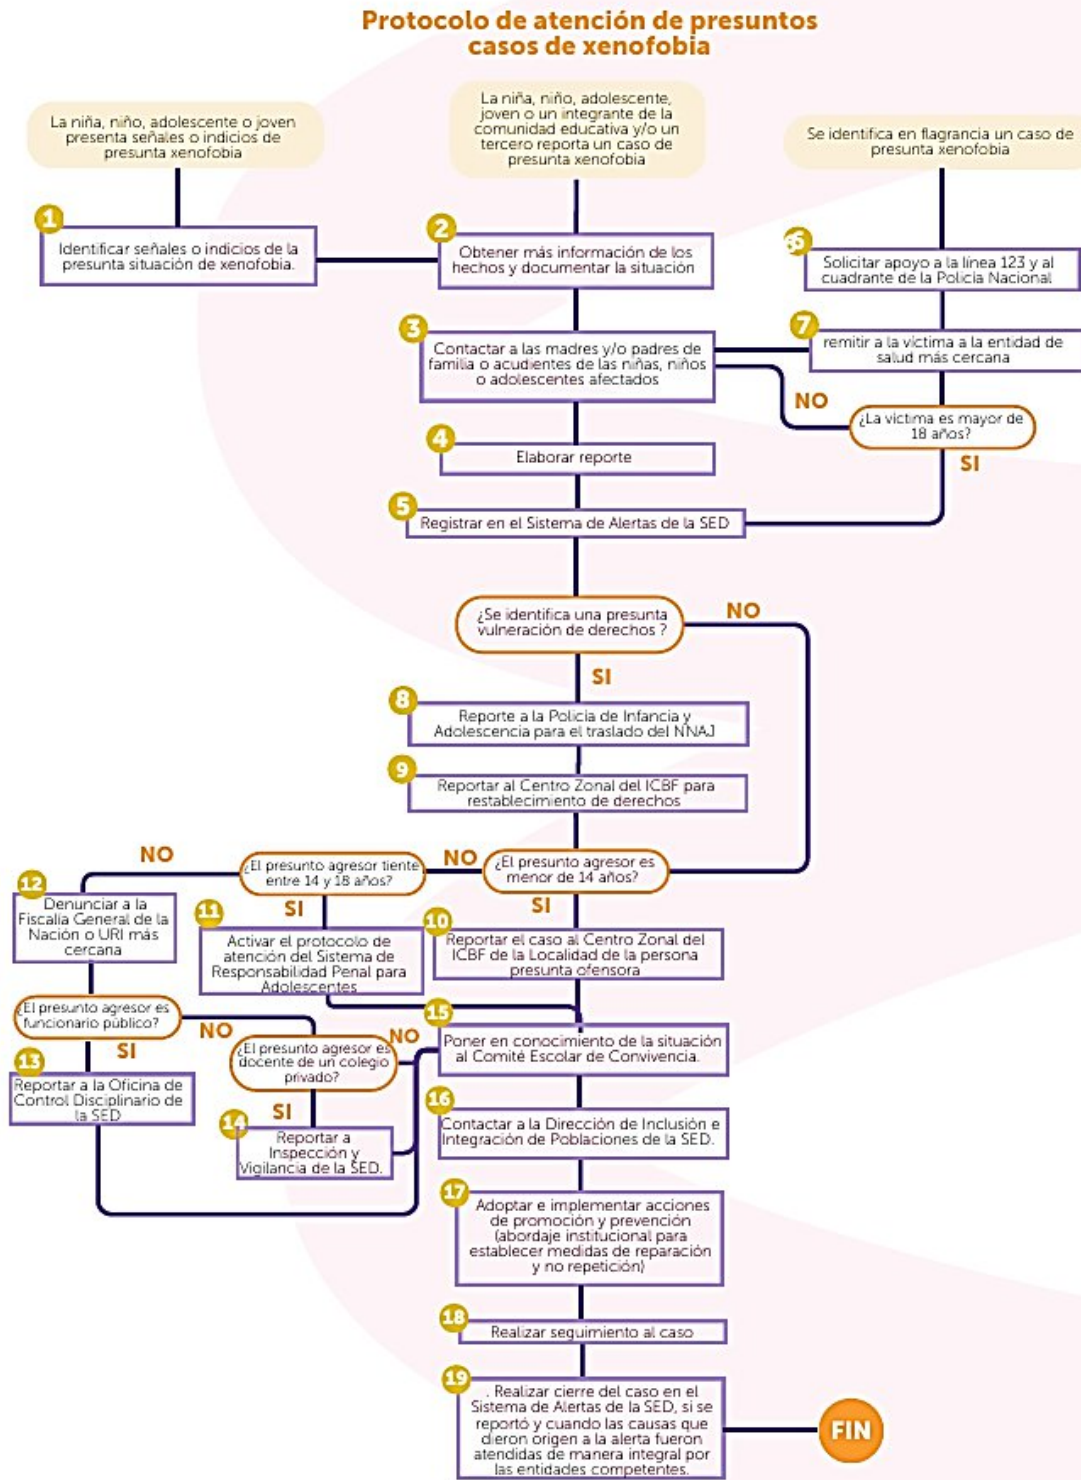 Protocolo de atención de presuntos
casos de xenofobia
La niña, niño, adolescente o joven
presenta señales o indicios de
presunta xenofobia
La niña, niño, adolescente,
joven o un integrante de la
comunidad educativa y/o un
tercero reporta un caso de
presunta xenofobia
Se identifica en flagrancia un caso de
presunta xenofobia
1
Identificar señales o indicios de la
presunta situación de xenofobia.
2
Obtener más información de los
hechos y documentar la situación
6
Solicitar apoyo a la línea 123 y al
cuadrante de la Policía Nacional
3
Contactar a las madres y/o padres de
familia o acudientes de las niñas, niños
o adolescentes afectados
7
remitir a la víctima a la entidad de
salud más cercana
NO
¿La víctima es mayor de
18 años?
SI
4
Elaborar reporte
5
Registrar en el Sistema de Alertas de la SED
¿Se identifica una presunta
vulneración de derechos ?
NO
SI
8
Reporte a la Policía de Infancia y
Adolescencia para el traslado del NNAJ
9
Reportar al Centro Zonal del ICBF para
restablecimiento de derechos
¿El presunto agresor es
menor de 14 años?
NO
SI
¿El presunto agresor tiente
entre 14 y 18 años?
NO
SI
12
Denunciar a la
Fiscalía General de la
Nación o URI más
cercana
11
Activar el protocolo de
atención del Sistema de
Responsabilidad Penal para
Adolescentes
10
Reportar el caso al Centro Zonal del
ICBF de la Localidad de la persona
presunta ofensora
¿El presunto agresor es
funcionario público?
NO
SI
¿El presunto agresor es
docente de un colegio
privado?
NO
SI
15
Poner en conocimiento de la situación
al Comité Escolar de Convivencia.
13
Reportar a la Oficina de
Control Disciplinario de
la SED
14
Reportar a
Inspección y
Vigilancia de la SED.
16
Contactar a la Dirección de Inclusión e
Integración de Poblaciones de la SED.
17
Adoptar e implementar acciones
de promoción y prevención
(abordaje institucional para
establecer medidas de reparación
y no repetición)
18
Realizar seguimiento al caso
19
. Realizar cierre del caso en el
Sistema de Alertas de la SED, si se
reportó y cuando las causas que
dieron origen a la alerta fueron
atendidas de manera integral por
las entidades competentes.
FIN